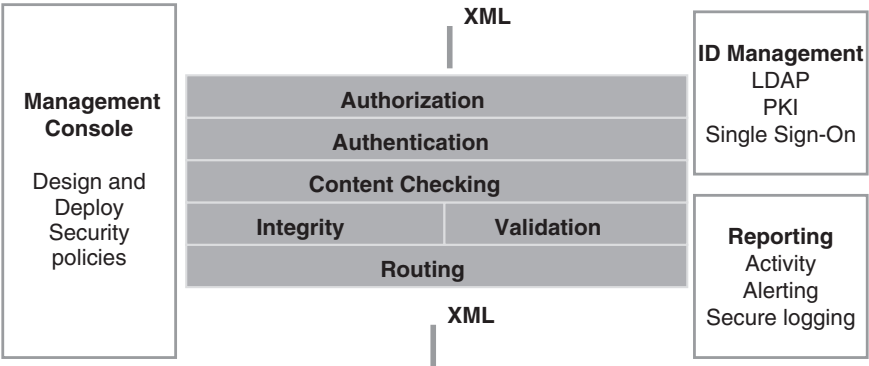 XML
Management
Console
Design and
Deploy
Security
policies
Authorization
Authentication
Content Checking
Integrity
Validation
Routing
XML
ID Management
LDAP
PKI
Single Sign-On
Reporting
Activity
Alerting
Secure logging